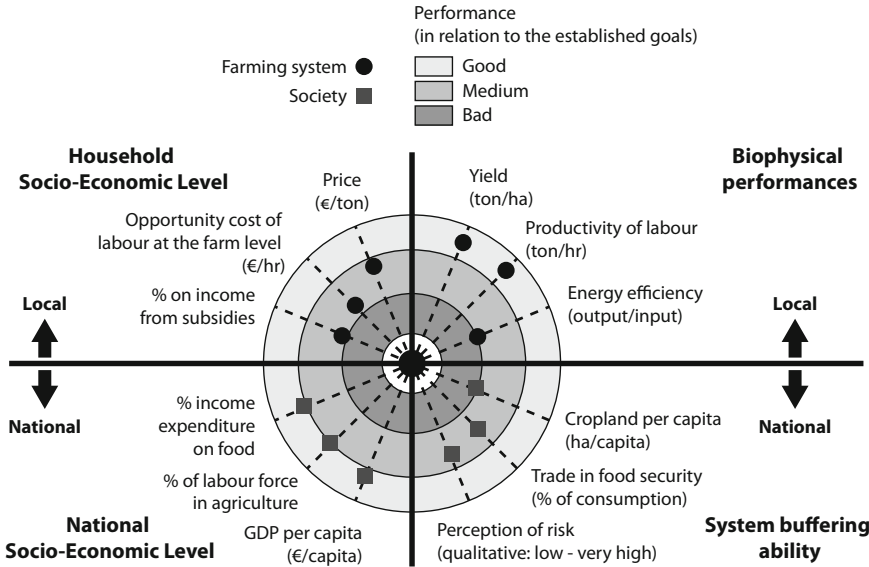 Performance
(in relation to the established goals)
Farming system
Society
Good
Medium
Bad
Household
Socio-Economic Level
Biophysical
performances
Price
(€/ton)
Yield
(ton/ha)
Opportunity cost of
labour at the farm level
(€/hr)
Productivity of labour
(ton/hr)
% on income
from subsidies
Energy efficiency
(output/input)
Local
Local
National
National
% income
expenditure
on food
Cropland per capita
(ha/capita)
% of labour force
in agriculture
Trade in food security
(% of consumption)
GDP per capita
(€/capita)
Perception of risk
(qualitative: low - very high)
National
Socio-Economic Level
System buffering
ability